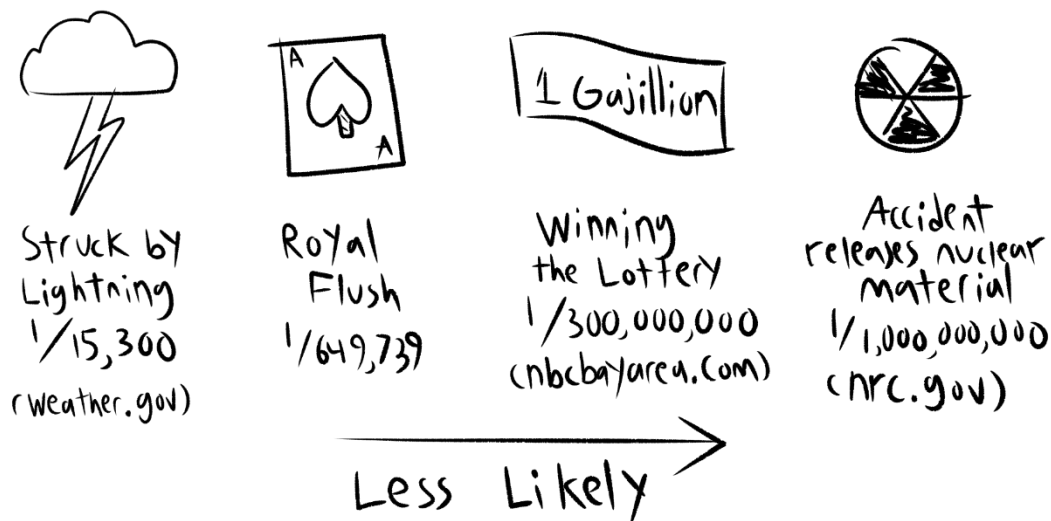 A
A
1 Gajillion
Struck by
Lightning
1/15,300
(weather.gov)
Royal
Flush
1/649,739
Winning
the Lottery
1/300,000,000
(nbcbayarea.com)
Accident
releases nuclear
material
1/1,000,000,000
(nrc.gov)
Less Likely